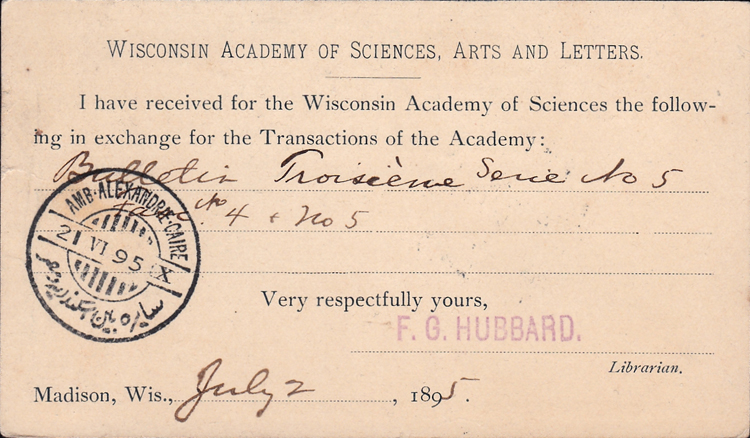 WISCONSIN ACADEMY OF SCIENCES, ARTS AND LETTERS.
I have received for the Wisconsin Academy of Sciences the follow-
ing in exchange for the Transactions of the Academy:
Bulletin Troisième Serie No 5
No 4 + No 5
AMB·ALEXANDRIE·CAIRE
21 VI 95 X
Very respectfully yours,
F. G. HUBBARD.
Librarian.
Madison, Wis., July 2, 1895.